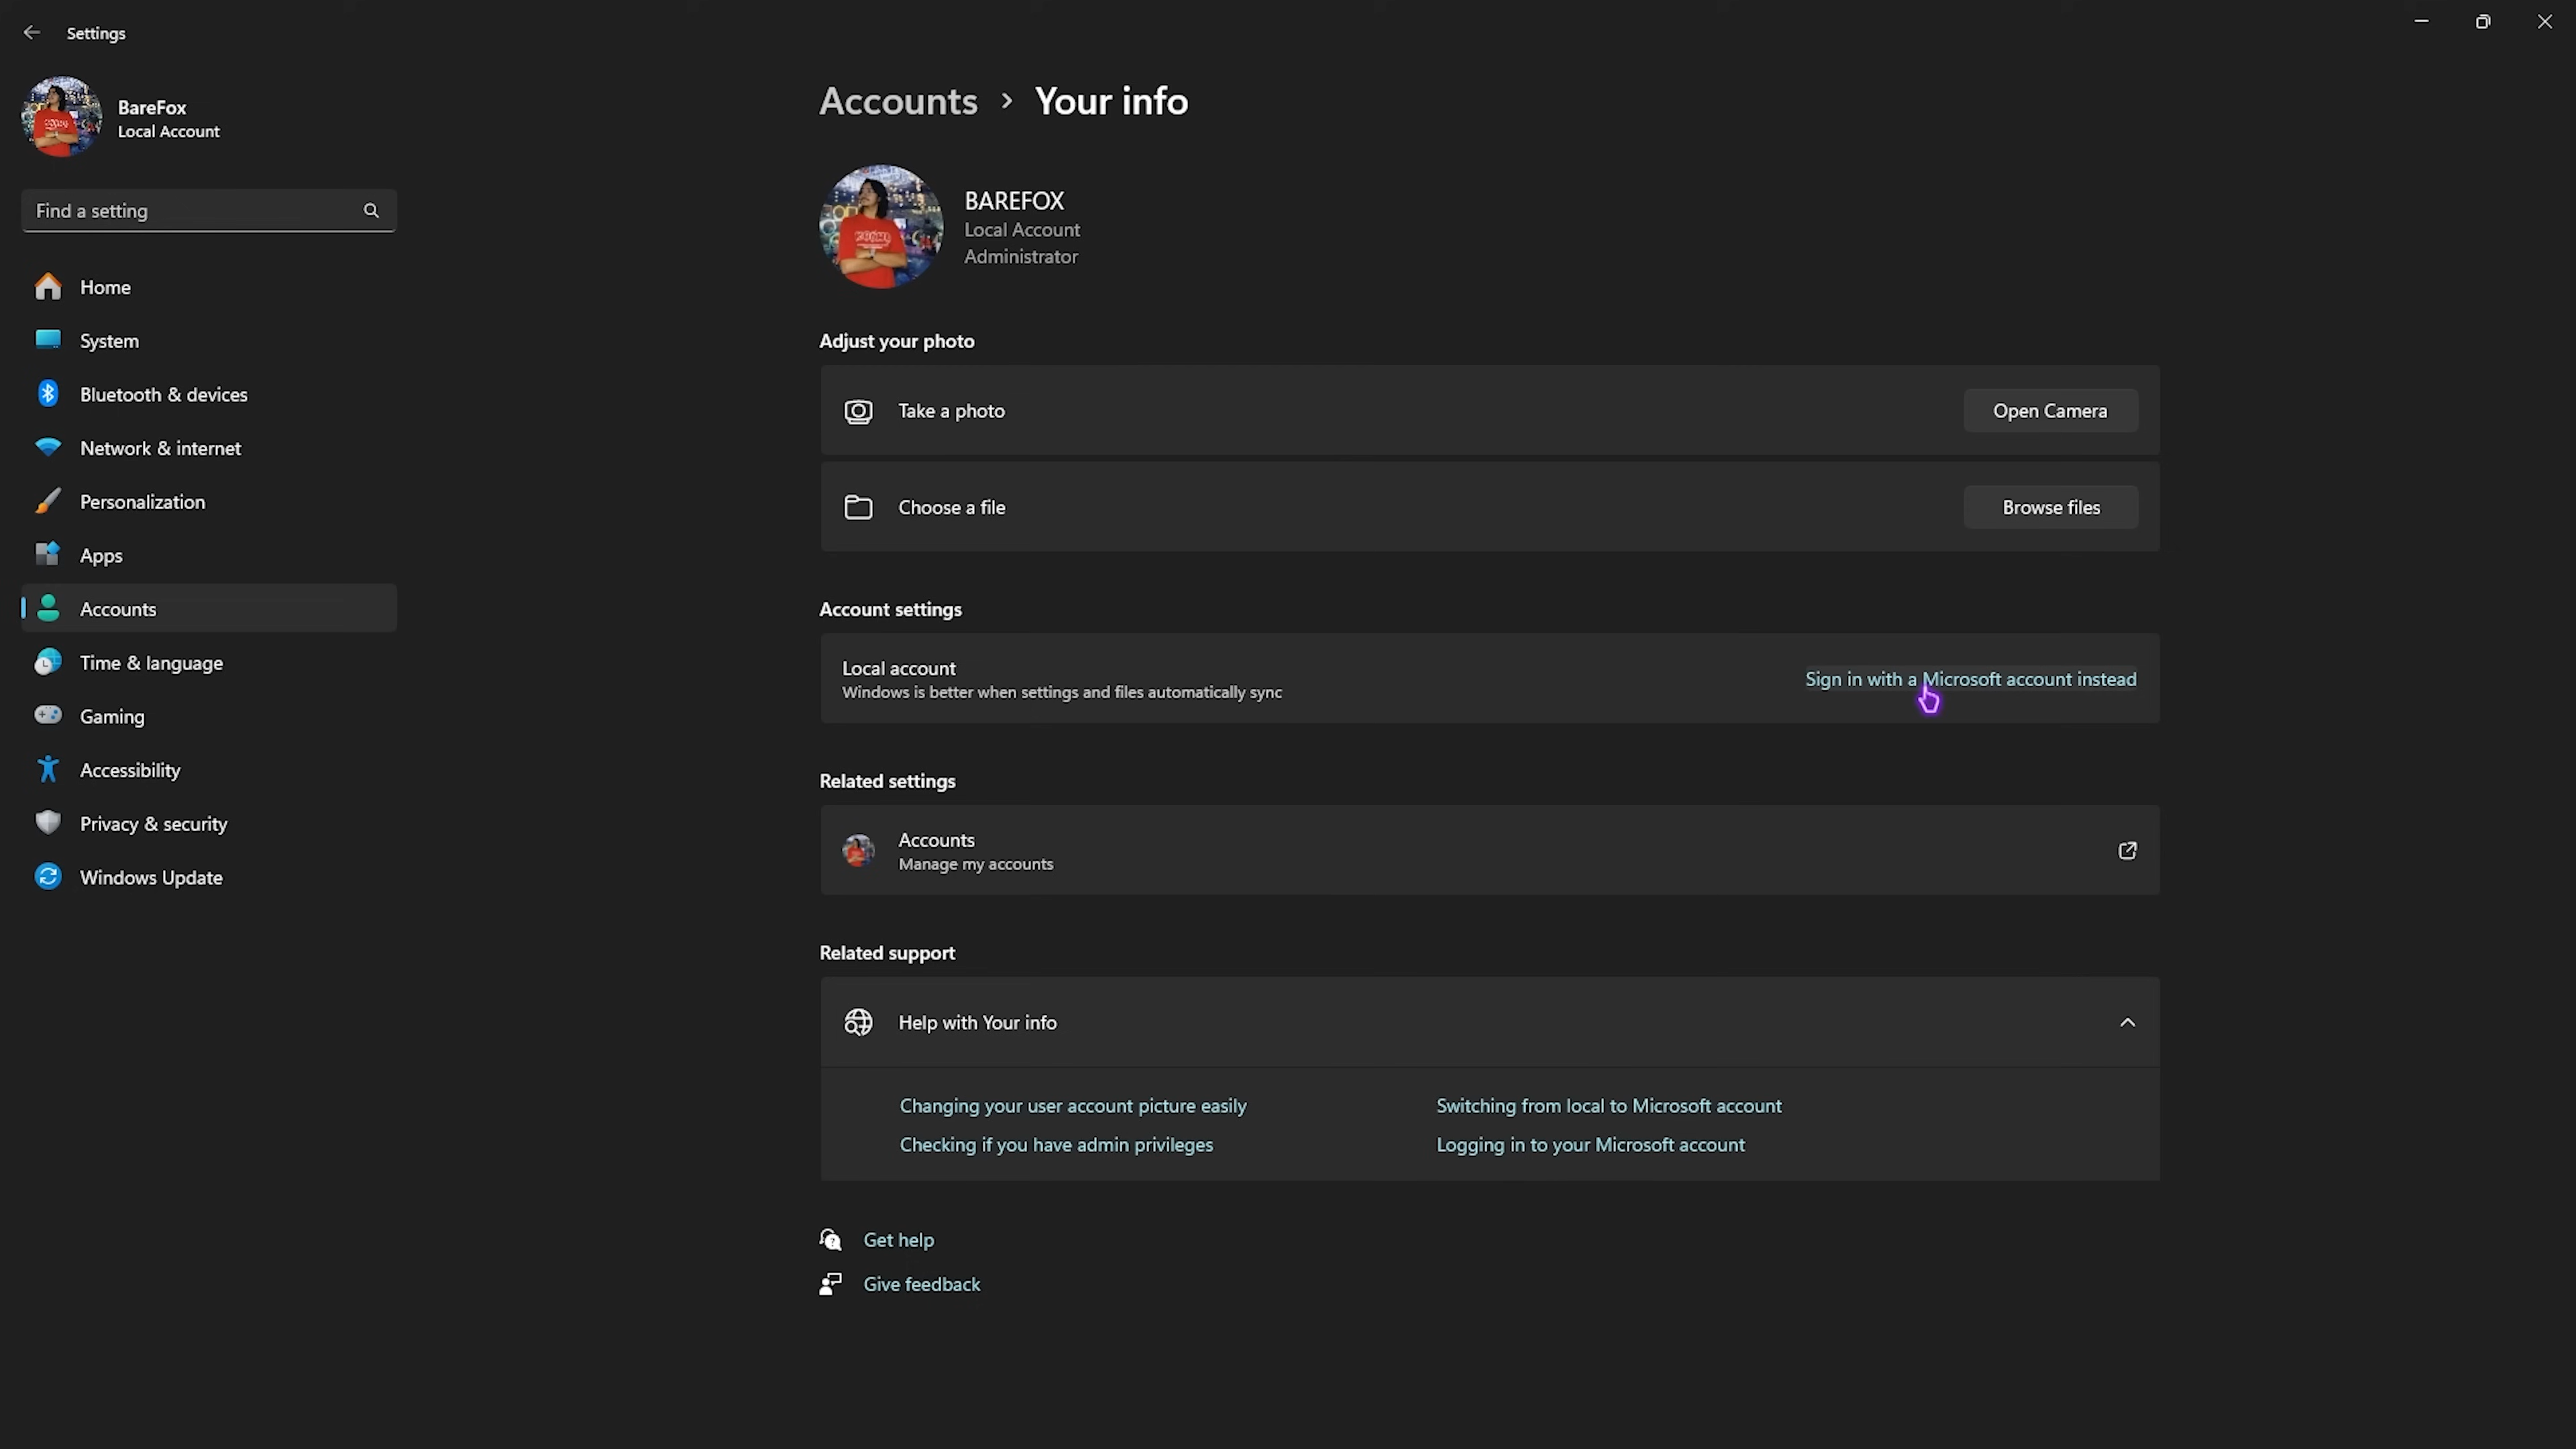 Settings
BareFox
Local Account
Find a setting
Home
System
Bluetooth & devices
Network & internet
Personalization
Apps
Accounts
Time & language
Gaming
Accessibility
Privacy & security
Windows Update
Accounts > Your info
BAREFOX
Local Account
Administrator
Adjust your photo
Take a photo
Open Camera
Choose a file
Browse files
Account settings
Local account
Windows is better when settings and files automatically sync
Sign in with a Microsoft account instead
Related settings
Accounts
Manage my accounts
Related support
Help with Your info
Changing your user account picture easily
Switching from local to Microsoft account
Checking if you have admin privileges
Logging in to your Microsoft account
Get help
Give feedback